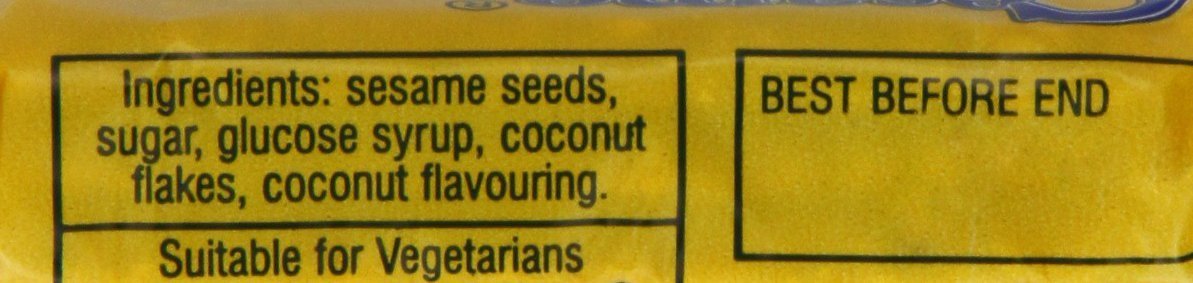 Ingredients: sesame seeds,
sugar, glucose syrup, coconut
flakes, coconut flavouring.
Suitable for Vegetarians
BEST BEFORE END
®